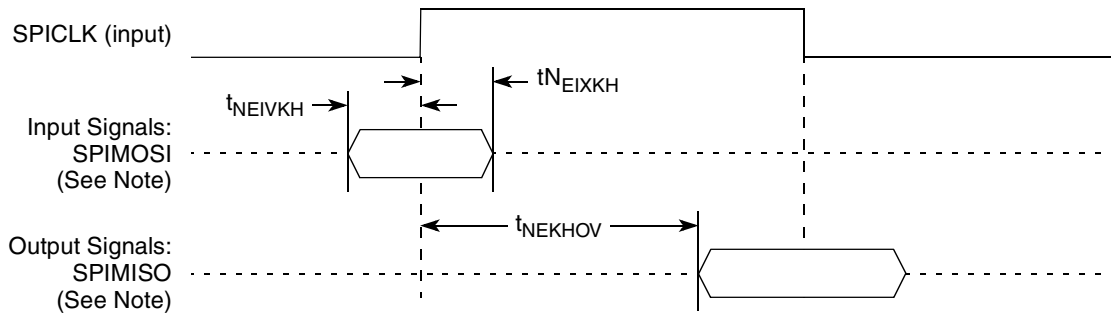 SPICLK (input)
tNEIXKH
tNEIVKH
Input Signals:
SPIMOSI
(See Note)
tNEKHOV
Output Signals:
SPIMISO
(See Note)